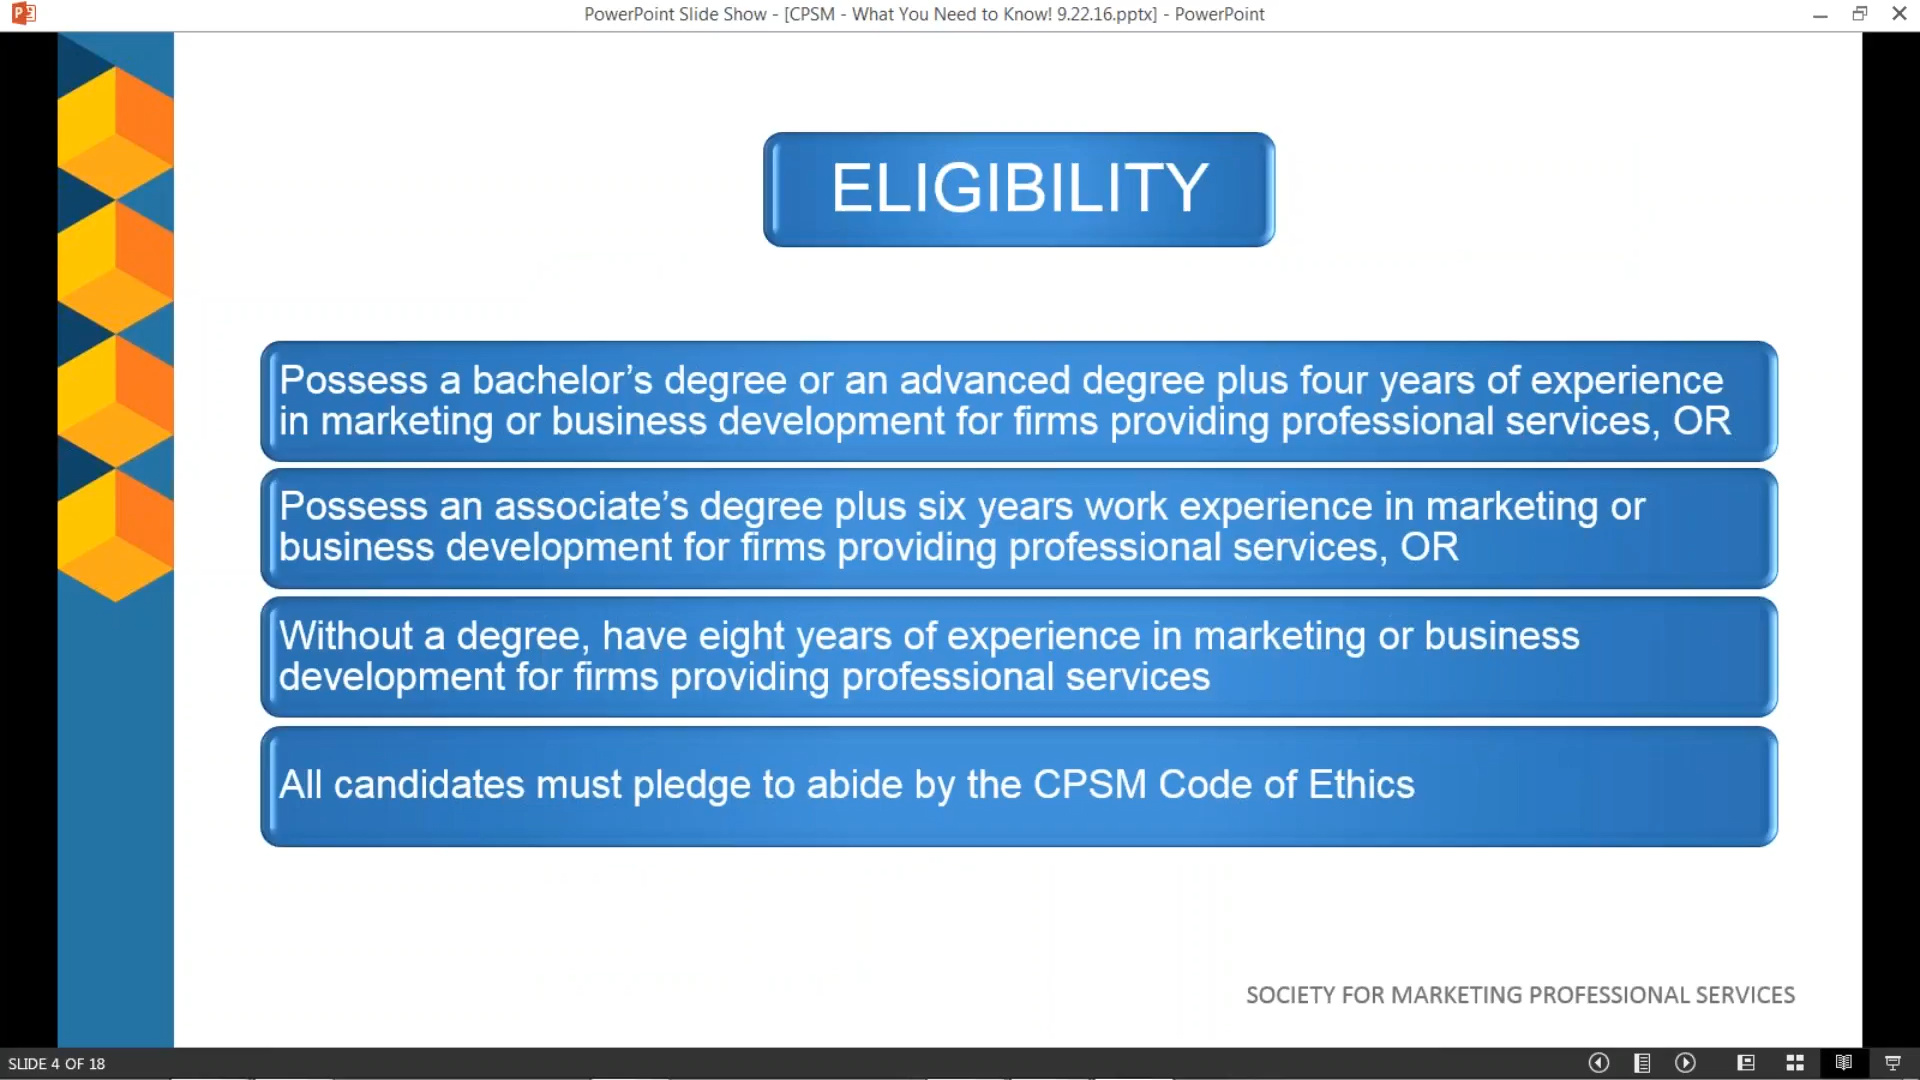 PowerPoint Slide Show - [CPSM - What You Need to Know! 9.22.16.pptx] - PowerPoint
ELIGIBILITY
Possess a bachelor’s degree or an advanced degree plus four years of experience
in marketing or business development for firms providing professional services, OR
Possess an associate’s degree plus six years work experience in marketing or
business development for firms providing professional services, OR
Without a degree, have eight years of experience in marketing or business
development for firms providing professional services
All candidates must pledge to abide by the CPSM Code of Ethics
SOCIETY FOR MARKETING PROFESSIONAL SERVICES
SLIDE 4 OF 18